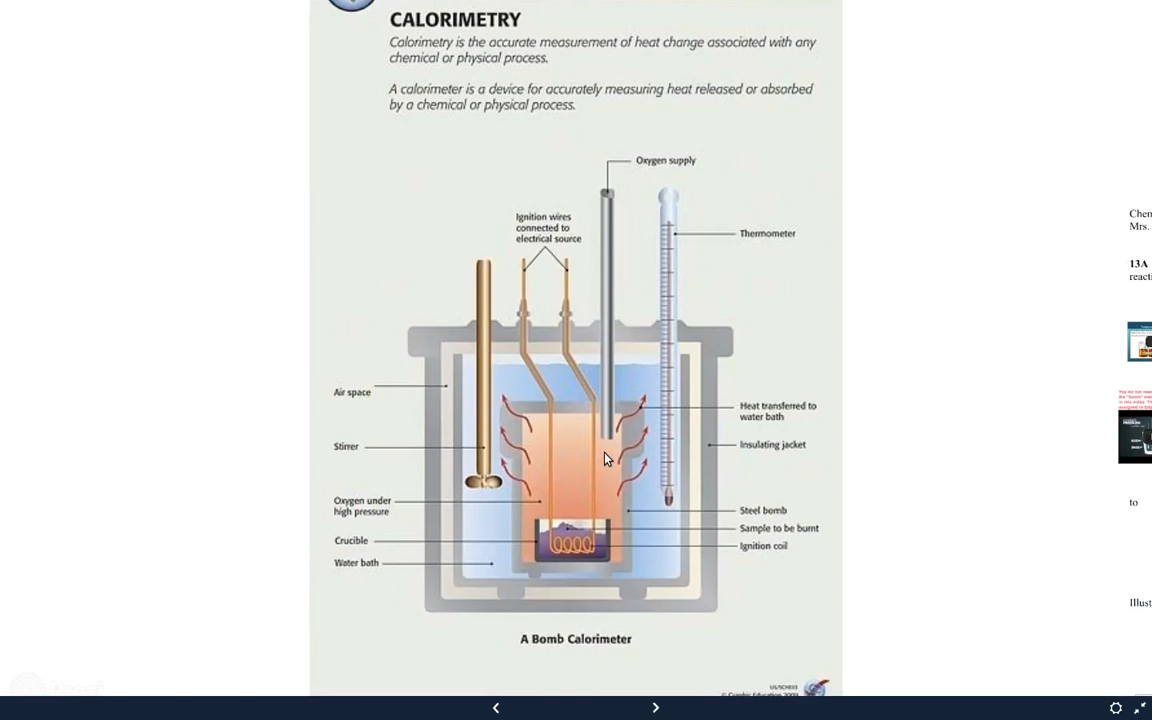 CALORIMETRY
Calorimetry is the accurate measurement of heat change associated with any
chemical or physical process.
A calorimeter is a device for accurately measuring heat released or absorbed
by a chemical or physical process.
Oxygen supply
Ignition wires
connected to
electrical source
Thermometer
Air space
Heat transferred to
water bath
Stirrer
Insulating jacket
Oxygen under
high pressure
Steel bomb
Sample to be burnt
Crucible
Ignition coil
Water bath
A Bomb Calorimeter
Mrs.
13A
to